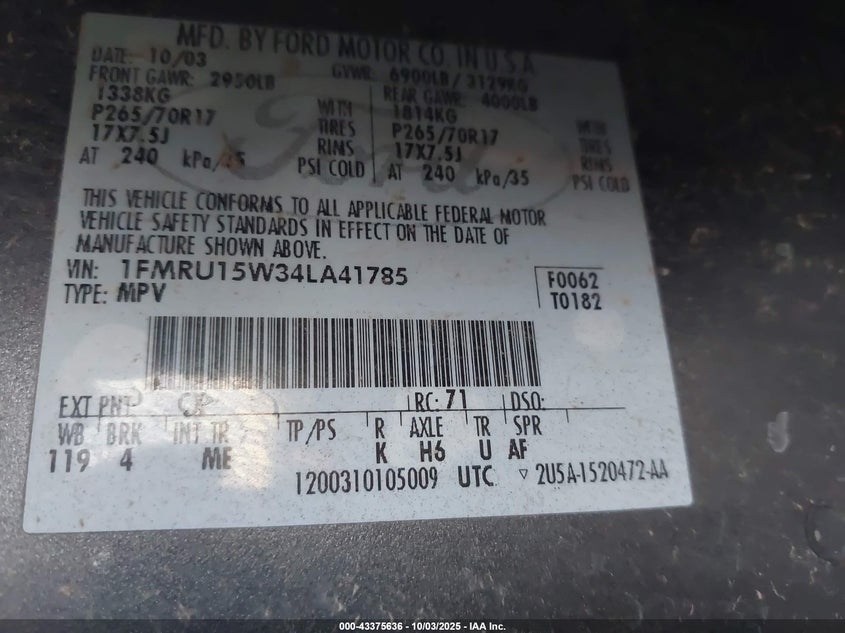 MFD. BY FORD MOTOR CO. IN U.S.A.
DATE: 10/03 GVWR: 6900LB/3129KG
FRONT GAWR: 2950LB REAR GAWR: 4000LB
1338KG WITH 1814KG WITH
P265/70R17 TIRES P265/70R17 TIRES
17X7.5J RIMS 17X7.5J RIMS
AT 240 kPa/35 PSI COLD AT 240 kPa/35 PSI COLD
Ford
THIS VEHICLE CONFORMS TO ALL APPLICABLE FEDERAL MOTOR
VEHICLE SAFETY STANDARDS IN EFFECT ON THE DATE OF
MANUFACTURE SHOWN ABOVE.
VIN: 1FMRU15W34LA41785 F0062
TYPE: MPV T0182
EXT PNT: CP RC: 71 DSO:
WB BRK INT TR TP/PS R AXLE TR SPR
119 4 ME K H6 U AF
1200310105009 UTC ▽ 2U5A-1520472-AA
000-43375636 - 10/03/2025 - IAA Inc.